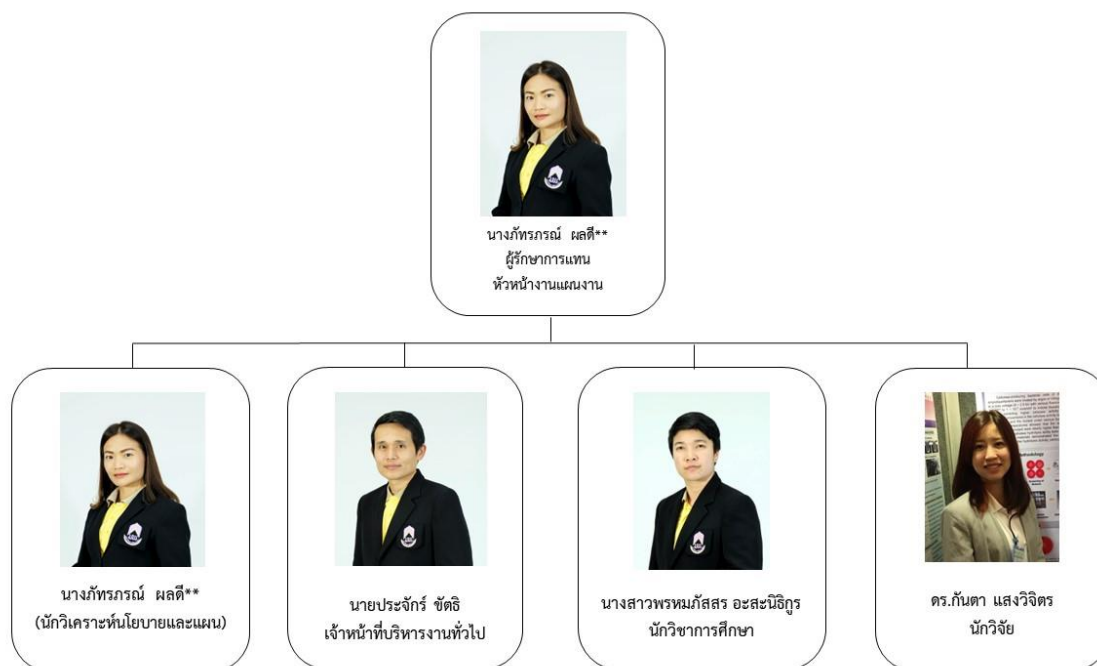 นางภัทรภรณ์ ผลดี**
ผู้รักษาการแทน
หัวหน้างานแผนงาน
นางภัทรภรณ์ ผลดี**
(นักวิเคราะห์นโยบายและแผน)
นายประจักร์ ขัตธิ
เจ้าหน้าที่บริหารงานทั่วไป
นางสาวพรหมภัสสร อะสะนิธิกูร
นักวิชาการศึกษา
ดร.กันตา แสงวิจิตร
นักวิจัย